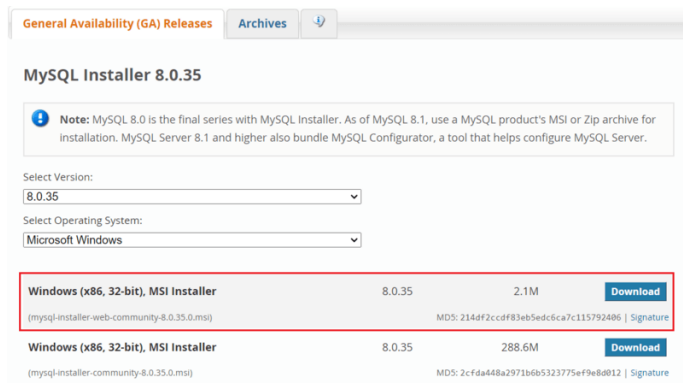 General Availability (GA) Releases
Archives
MySQL Installer 8.0.35
Note: MySQL 8.0 is the final series with MySQL Installer. As of MySQL 8.1, use a MySQL product's MSI or Zip archive for
installation. MySQL Server 8.1 and higher also bundle MySQL Configurator, a tool that helps configure MySQL Server.
Select Version:
8.0.35
Select Operating System:
Microsoft Windows
Windows (x86, 32-bit), MSI Installer 8.0.35 2.1M Download
(mysql-installer-web-community-8.0.35.0.msi) MD5: 214df2ccdf83eb5edc6ca7c115792406 | Signature
Windows (x86, 32-bit), MSI Installer 8.0.35 288.6M Download
(mysql-installer-community-8.0.35.0.msi) MD5: 2cfda448a2971b6b5323775ef9e8d012 | Signature